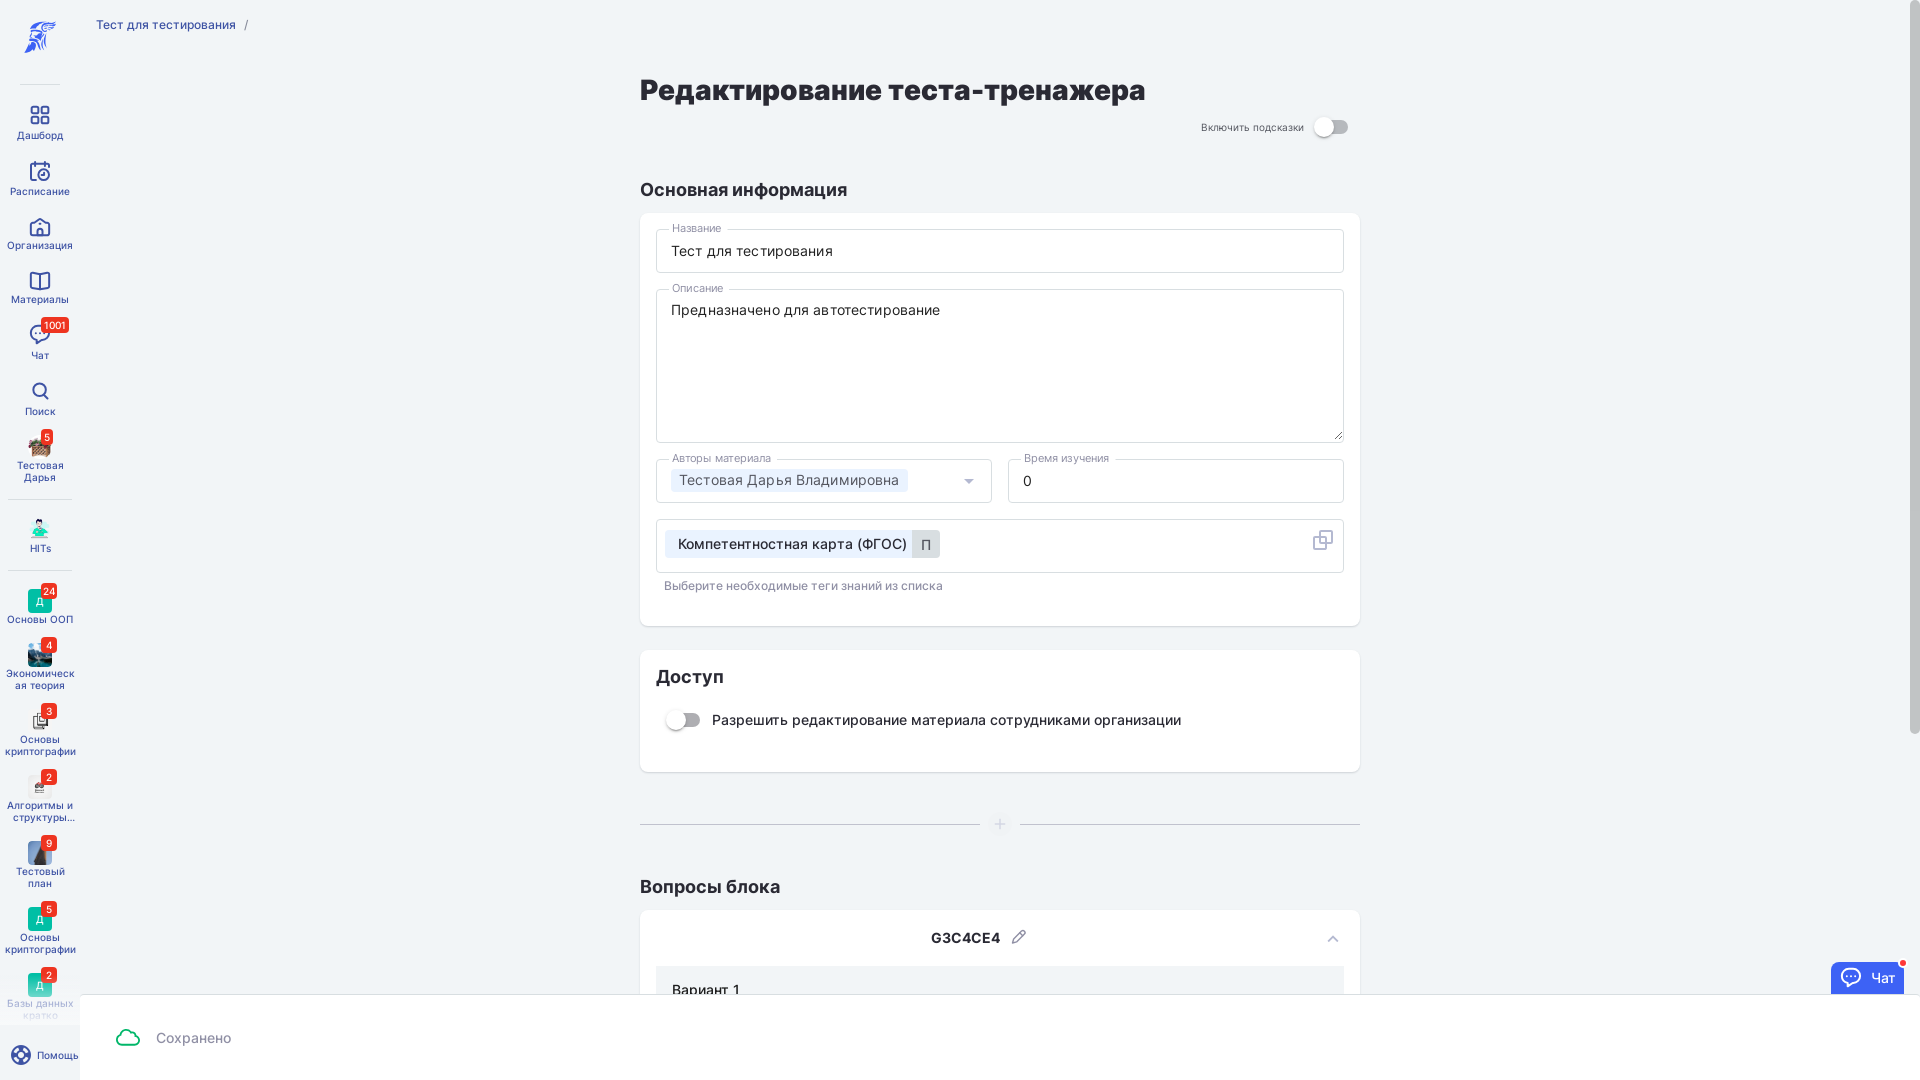 Тест для тестирования /
Дашборд
Расписание
Организация
Материалы
1001
Чат
Поиск
5
Тестовая
Дарья
HITs
24
Д
Основы ООП
4
Экономическ
ая теория
3
Основы
криптографии
2
Алгоритмы и
структуры...
9
Тестовый
план
5
Д
Основы
криптографии
2
Д
Базы данных
кратко
Помощь
Редактирование теста-тренажера
Включить подсказки
Основная информация
Название
Тест для тестирования
Описание
Предназначено для автотестирование
Авторы материала
Тестовая Дарья Владимировна
Время изучения
0
Компетентностная карта (ФГОС) П
Выберите необходимые теги знаний из списка
Доступ
Разрешить редактирование материала сотрудниками организации
Вопросы блока
G3C4CE4
Вариант 1
Чат
Сохранено